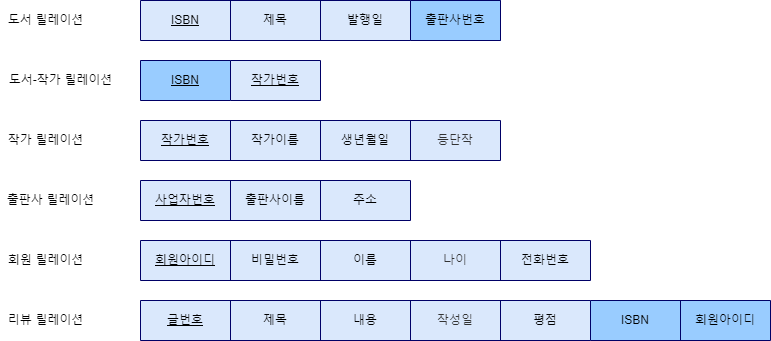 도서 릴레이션 ISBN 제목 발행일 출판사번호
도서-작가 릴레이션 ISBN 작가번호
작가 릴레이션 작가번호 작가이름 생년월일 등단작
출판사 릴레이션 사업자번호 출판사이름 주소
회원 릴레이션 회원아이디 비밀번호 이름 나이 전화번호
리뷰 릴레이션 글번호 제목 내용 작성일 평점 ISBN 회원아이디